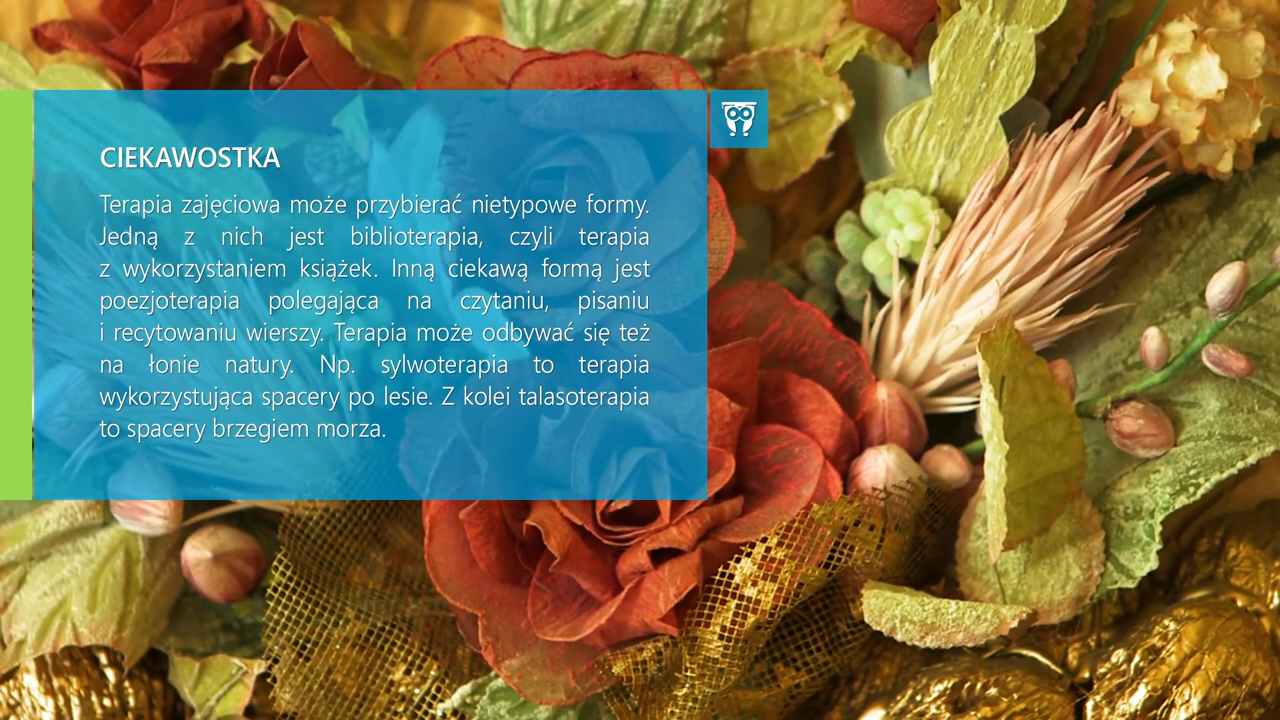 CIEKAWOSTKA
Terapia zajęciowa może przybierać nietypowe formy.
Jedną z nich jest biblioterapia, czyli terapia
z wykorzystaniem książek. Inną ciekawą formą jest
poezjoterapia polegająca na czytaniu, pisaniu
i recytowaniu wierszy. Terapia może odbywać się też
na łonie natury. Np. sylwoterapia to terapia
wykorzystująca spacery po lesie. Z kolei talasoterapia
to spacery brzegiem morza.